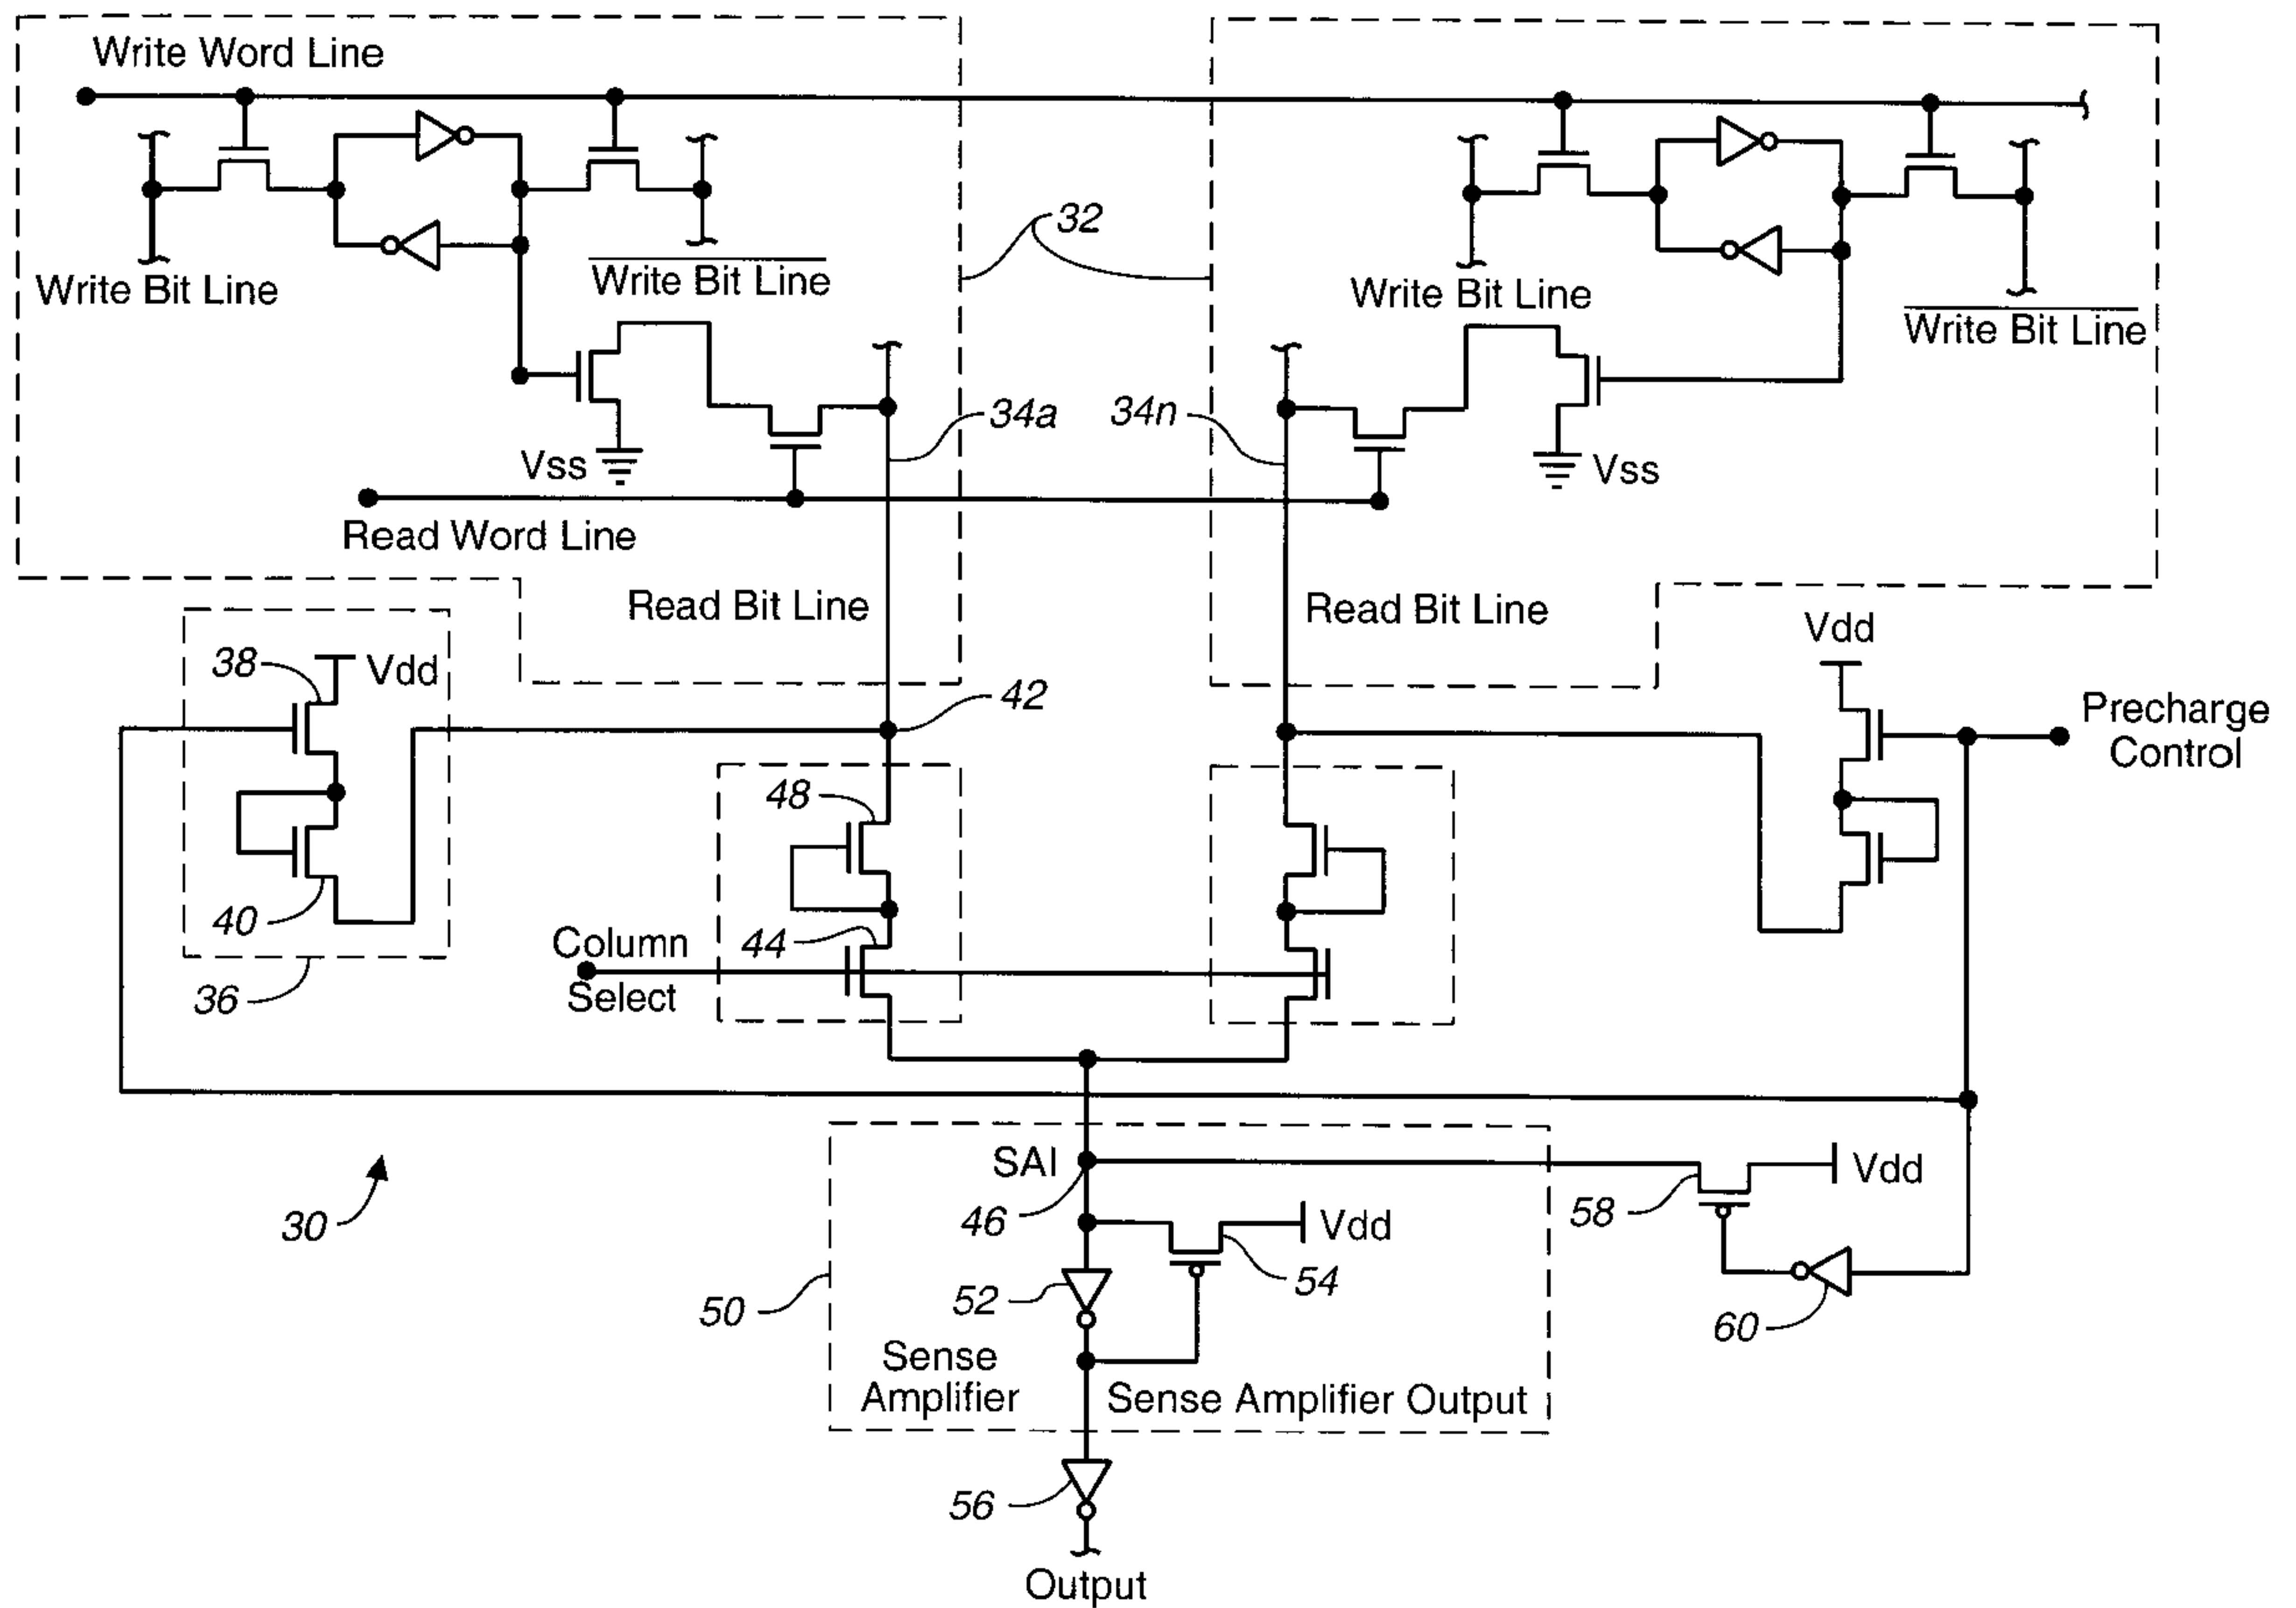 Write Word Line
32
Write Bit Line
Write Bit Line
Write Bit Line
Write Bit Line
34a
34n
Vss
Vss
Read Word Line
Read Bit Line
Read Bit Line
Vdd
38
Vdd
42
Precharge
Control
48
40
Column
Select
44
36
SAI
46
Vdd
Vdd
58
30
54
50
52
60
Sense
Amplifier
Sense Amplifier Output
56
Output